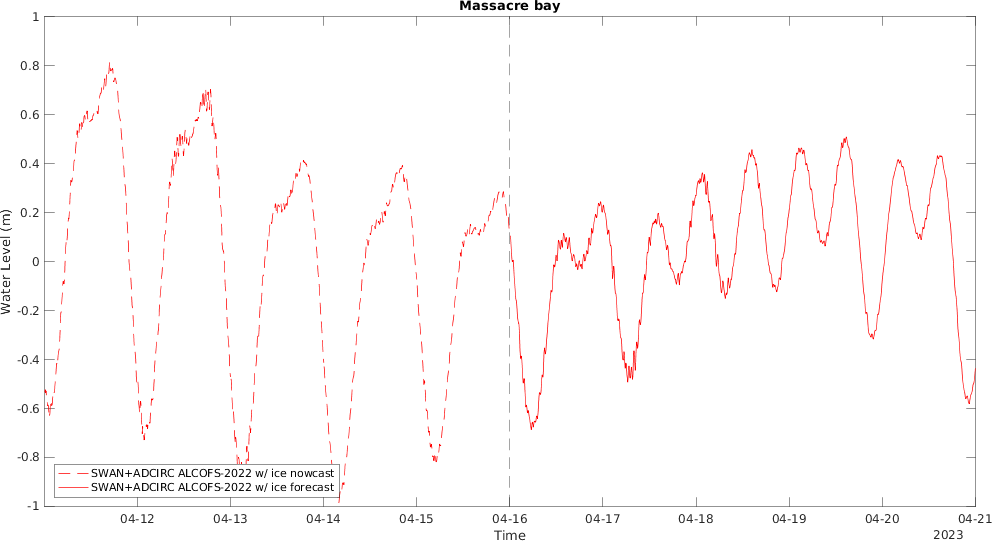 Massacre bay
Water Level (m)
1
0.8
0.6
0.4
0.2
0
-0.2
-0.4
-0.6
-0.8
-1
SWAN+ADCIRC ALCOFS-2022 w/ ice nowcast
SWAN+ADCIRC ALCOFS-2022 w/ ice forecast
04-12 04-13 04-14 04-15 04-16 04-17 04-18 04-19 04-20 04-21
Time
2023